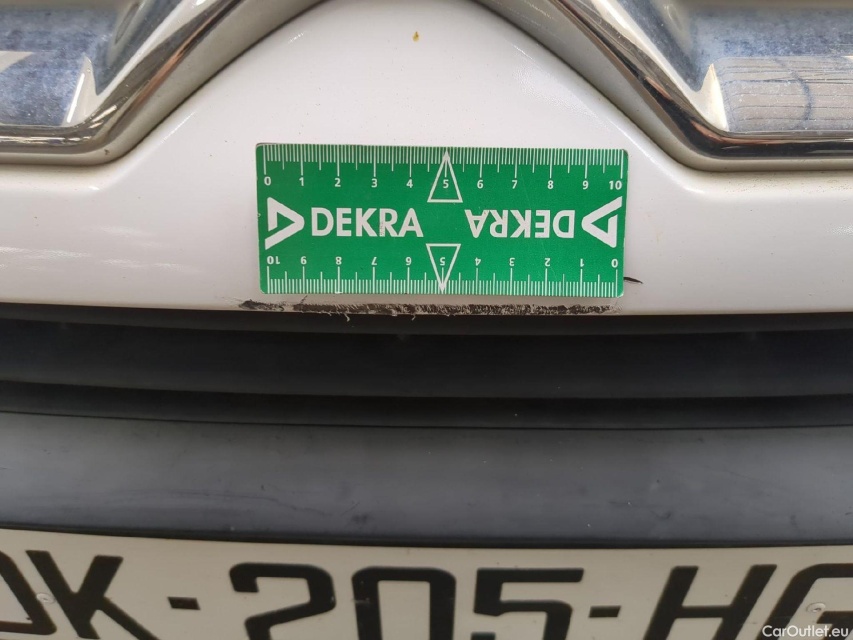 0 1 2 3 4 5 6 7 8 9 10
DEKRA DEKRA
10 9 8 7 6 5 4 3 2 1 0
DK-205-HG
CarOutlet.eu